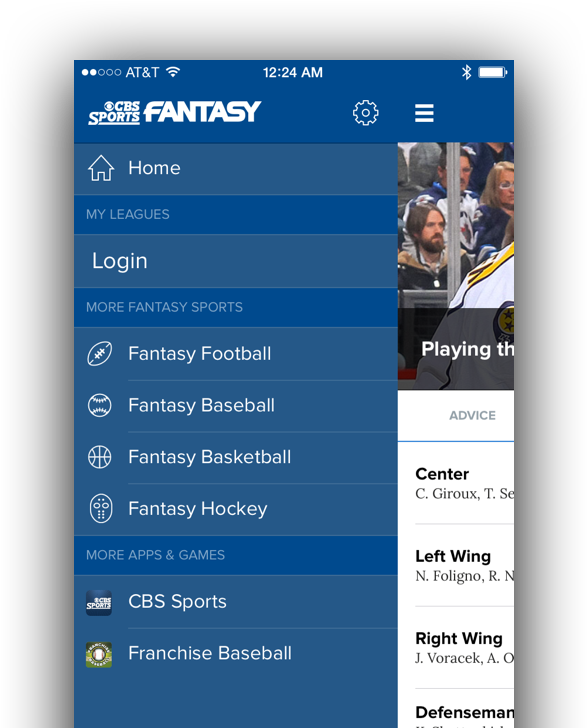 AT&T
12:24 AM
CBS SPORTS FANTASY
Home
MY LEAGUES
Login
MORE FANTASY SPORTS
Fantasy Football
Fantasy Baseball
Fantasy Basketball
Fantasy Hockey
MORE APPS & GAMES
CBS SPORTS
CBS Sports
Franchise Baseball
Playing th
ADVICE
Center
C. Giroux, T. Se
Left Wing
N. Foligno, R. N
Right Wing
J. Voracek, A. O
Defenseman